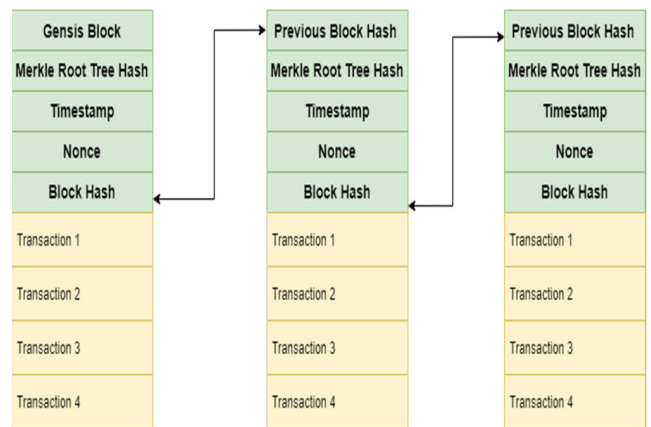 Gensis Block
Merkle Root Tree Hash
Timestamp
Nonce
Block Hash
Transaction 1
Transaction 2
Transaction 3
Transaction 4
Previous Block Hash
Merkle Root Tree Hash
Timestamp
Nonce
Block Hash
Transaction 1
Transaction 2
Transaction 3
Transaction 4
Previous Block Hash
Merkle Root Tree Hash
Timestamp
Nonce
Block Hash
Transaction 1
Transaction 2
Transaction 3
Transaction 4